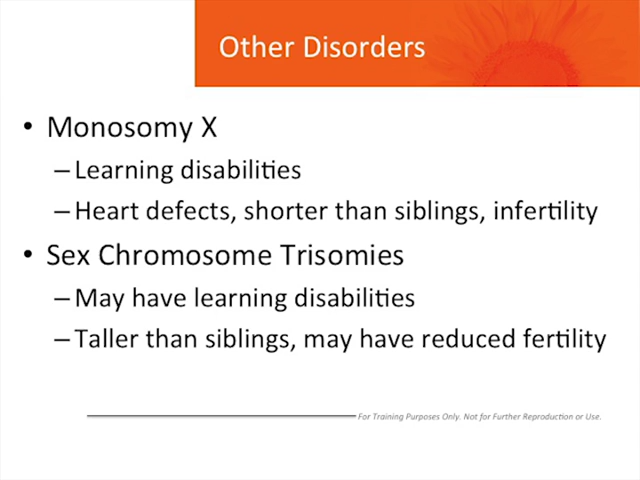 Other Disorders
• Monosomy X
– Learning disabilities
– Heart defects, shorter than siblings, infertility
• Sex Chromosome Trisomies
– May have learning disabilities
– Taller than siblings, may have reduced fertility
For Training Purposes Only. Not for Further Reproduction or Use.